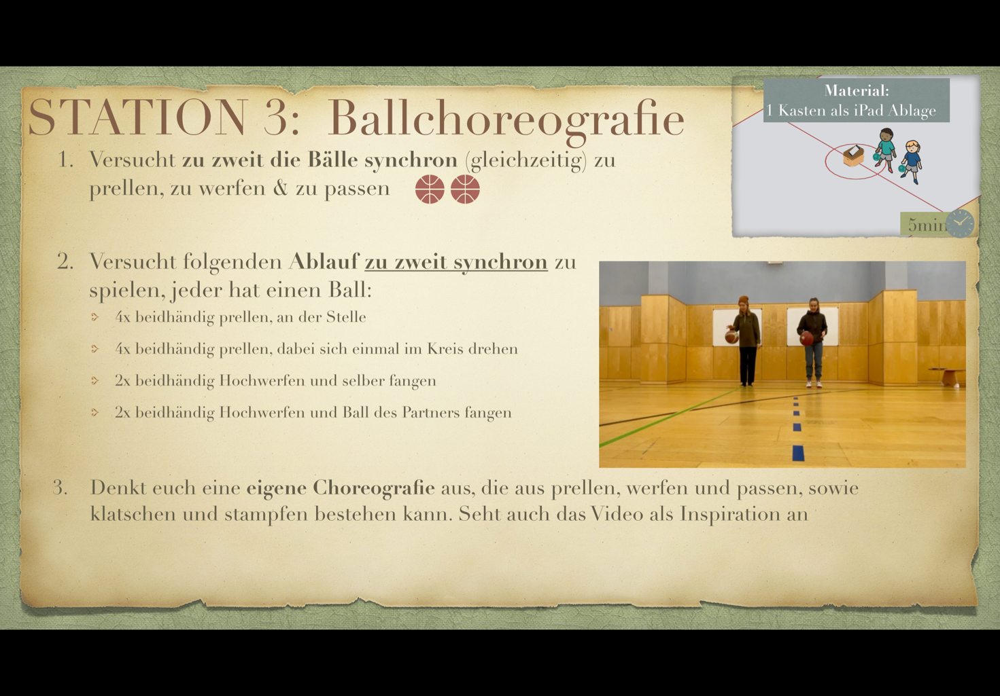 STATION 3: Ballchoreografie
Material:
1 Kasten als iPad Ablage
5min
1. Versucht zu zweit die Bälle synchron (gleichzeitig) zu
prellen, zu werfen & zu passen
2. Versucht folgenden Ablauf zu zweit synchron zu
spielen, jeder hat einen Ball:
4x beidhändig prellen, an der Stelle
4x beidhändig prellen, dabei sich einmal im Kreis drehen
2x beidhändig Hochwerfen und selber fangen
2x beidhändig Hochwerfen und Ball des Partners fangen
3. Denkt euch eine eigene Choreografie aus, die aus prellen, werfen und passen, sowie
klatschen und stampfen bestehen kann. Seht auch das Video als Inspiration an